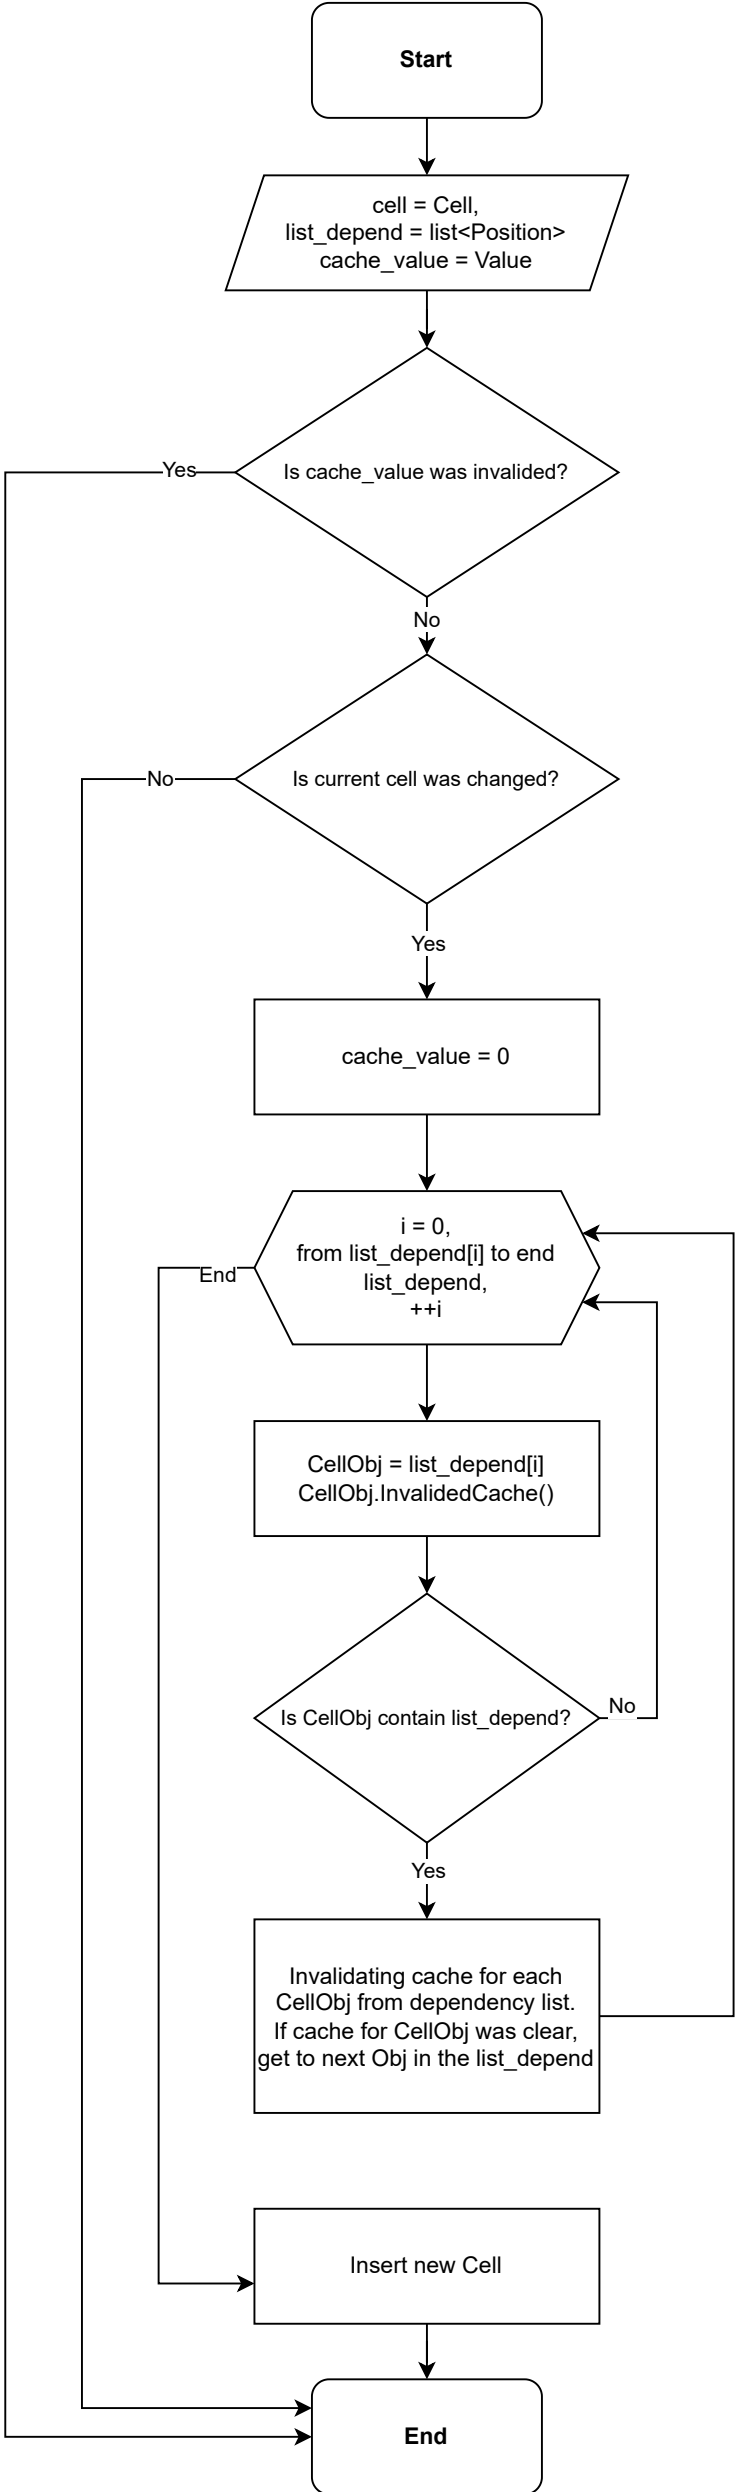 Start
cell = Cell,
list_depend = list<Position>
cache_value = Value
Is cache_value was invalided?
Yes
No
Is current cell was changed?
No
Yes
cache_value = 0
i = 0,
from list_depend[i] to end
list_depend,
++i
End
CellObj = list_depend[i]
CellObj.InvalidedCache()
Is CellObj contain list_depend?
No
Yes
Invalidating cache for each
CellObj from dependency list.
If cache for CellObj was clear,
get to next Obj in the list_depend
Insert new Cell
End